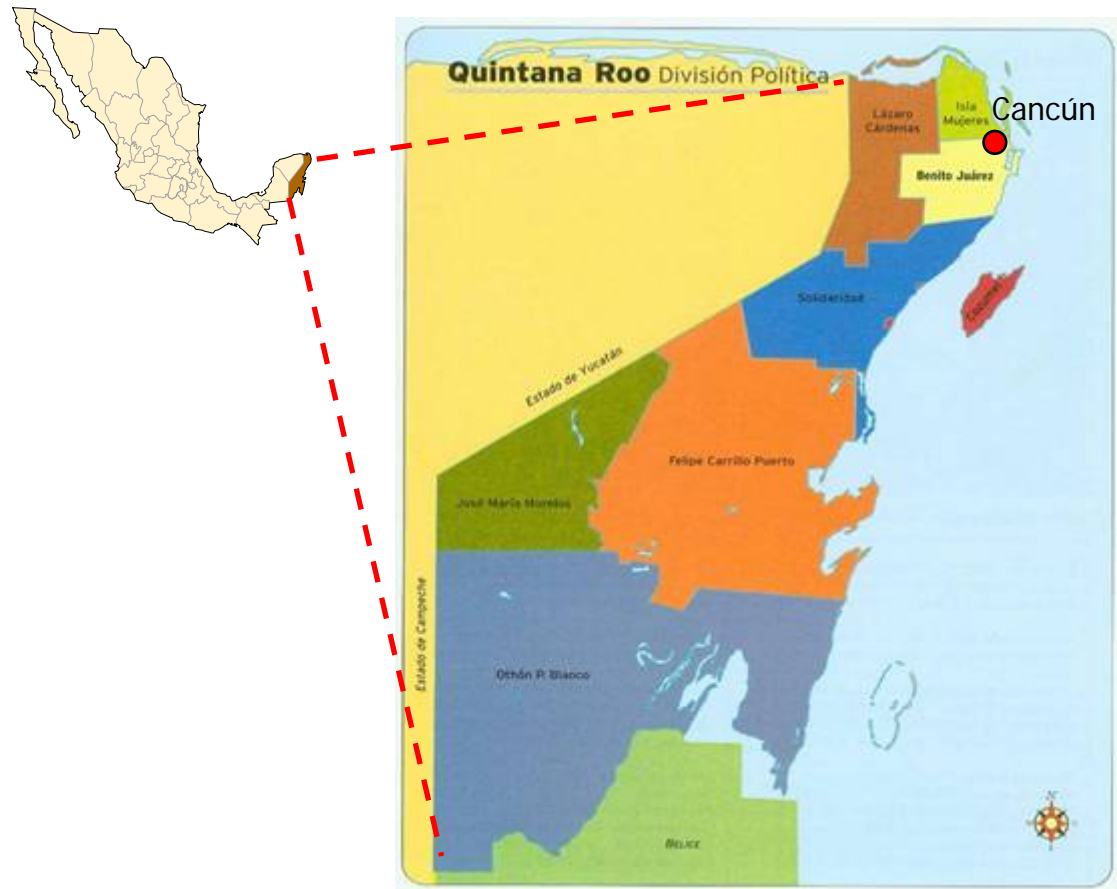 Quintana Roo División Política
Lázaro
Cárdenas
Isla
Mujeres
Cancún
Benito Juárez
Solidaridad
Cozumel
Estado de Yucatán
Felipe Carrillo Puerto
José María Morelos
Estado de Campeche
Othón P. Blanco
N
BELICE